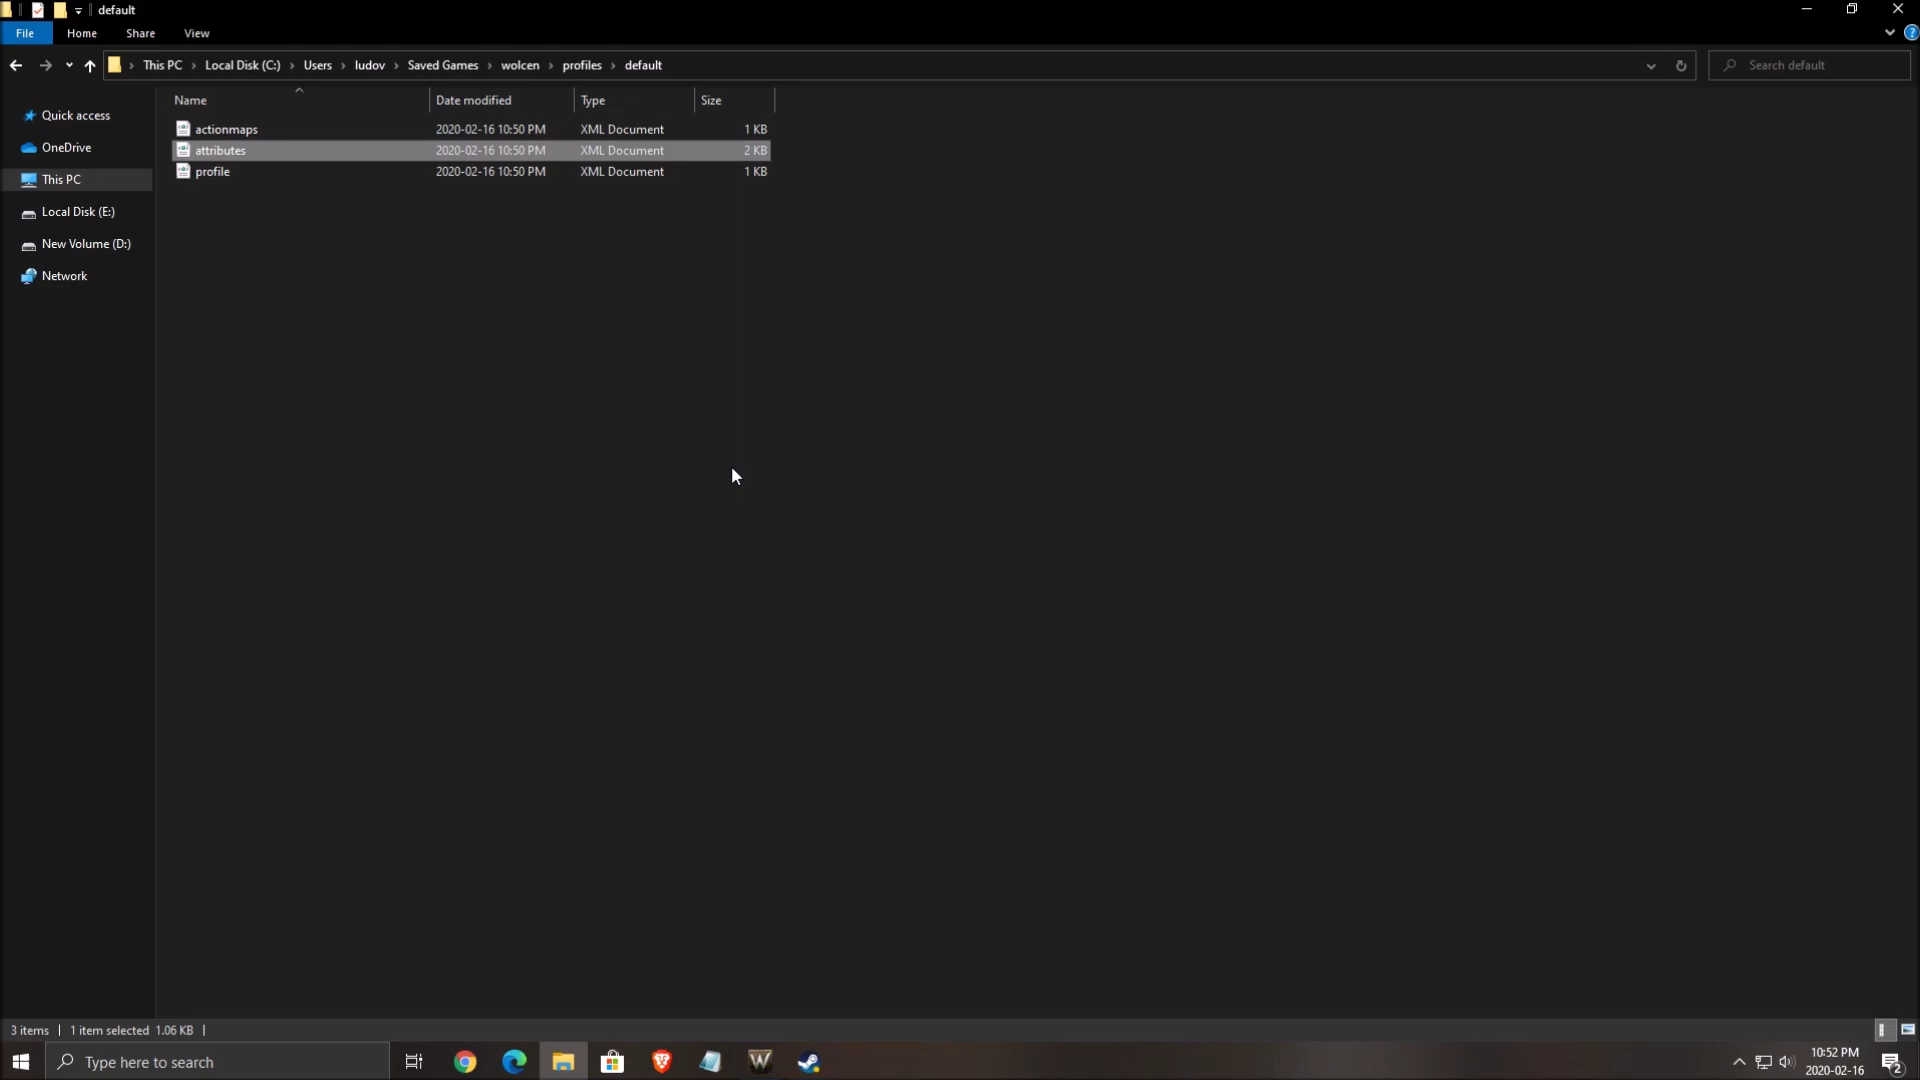 default
File Home Share View
This PC Local Disk (C:) Users ludov Saved Games wolcen profiles default
Search default
Name Date modified Type Size
actionmaps 2020-02-16 10:50 PM XML Document 1 KB
attributes 2020-02-16 10:50 PM XML Document 2 KB
profile 2020-02-16 10:50 PM XML Document 1 KB
Quick access
OneDrive
This PC
Local Disk (E:)
New Volume (D:)
Network
3 items 1 item selected 1.06 KB
Type here to search
10:52 PM
2020-02-16
2